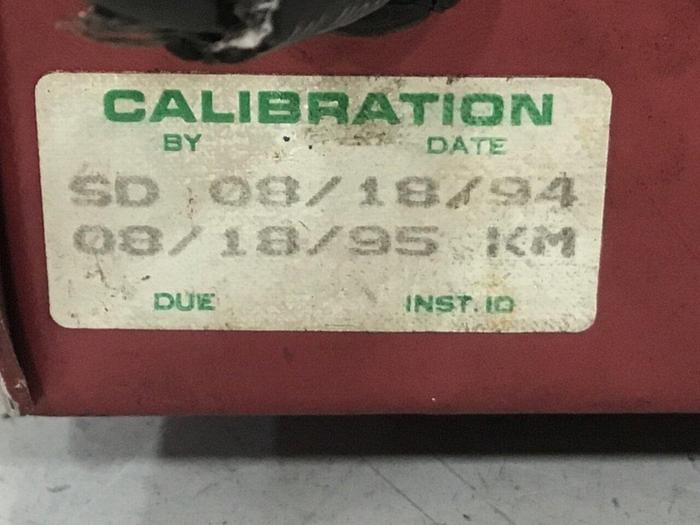 CALIBRATION
BY DATE
SD 08/18/94
08/18/95 KM
DUE INST. ID